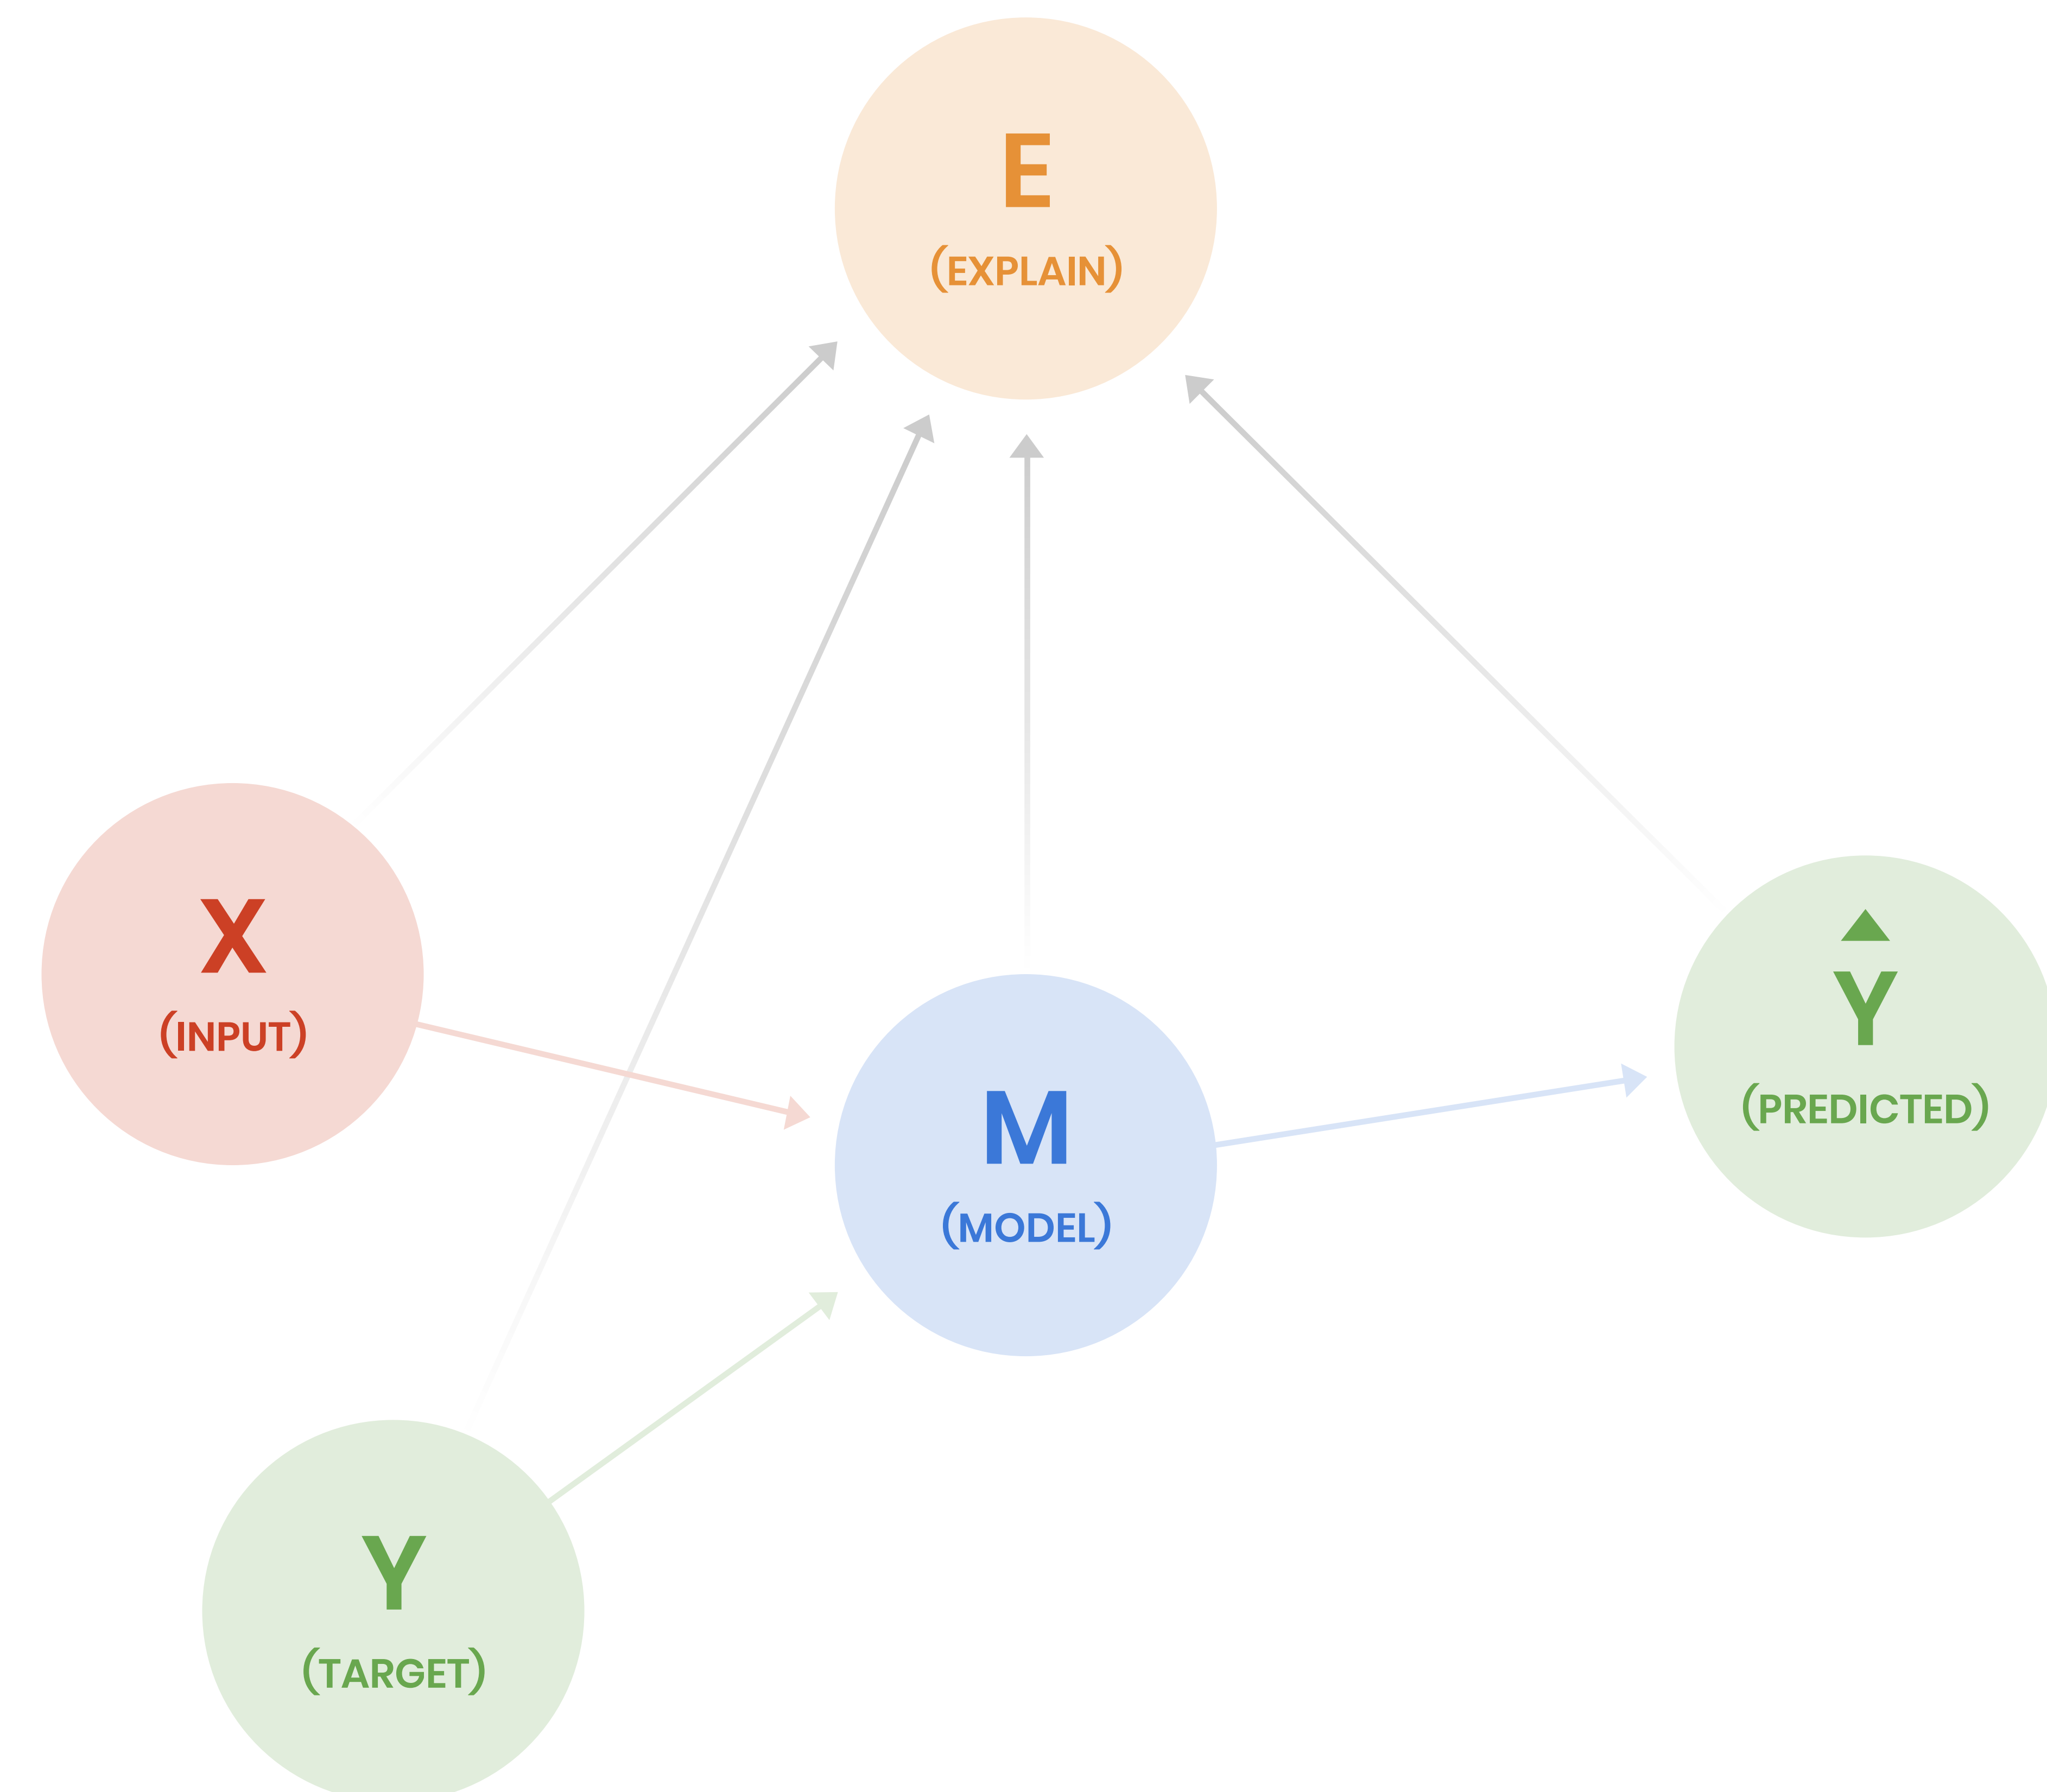 E
(EXPLAIN)
X
(INPUT)
Y
(PREDICTED)
M
(MODEL)
Y
(TARGET)